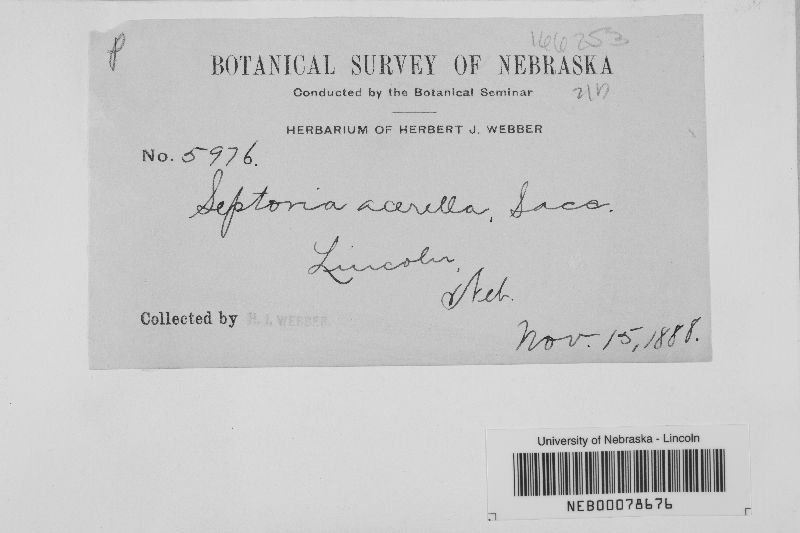 166253
BOTANICAL SURVEY OF NEBRASKA
Conducted by the Botanical Seminar
HERBARIUM OF HERBERT J. WEBBER
No. 5976.
Septoria acerella, Sacc.
Lincoln,
Neb.
Collected by H. J. WEBBER
Nov. 15, 1888.
University of Nebraska - Lincoln
NEB00078676